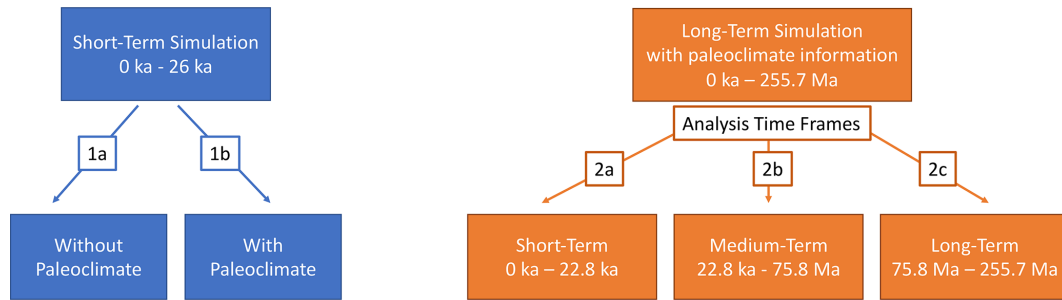 Short-Term Simulation
0 ka - 26 ka
1a
1b
Without
Paleoclimate
With
Paleoclimate
Long-Term Simulation
with paleoclimate information
0 ka – 255.7 Ma
Analysis Time Frames
2a
2b
2c
Short-Term
0 ka – 22.8 ka
Medium-Term
22.8 ka - 75.8 Ma
Long-Term
75.8 Ma – 255.7 Ma